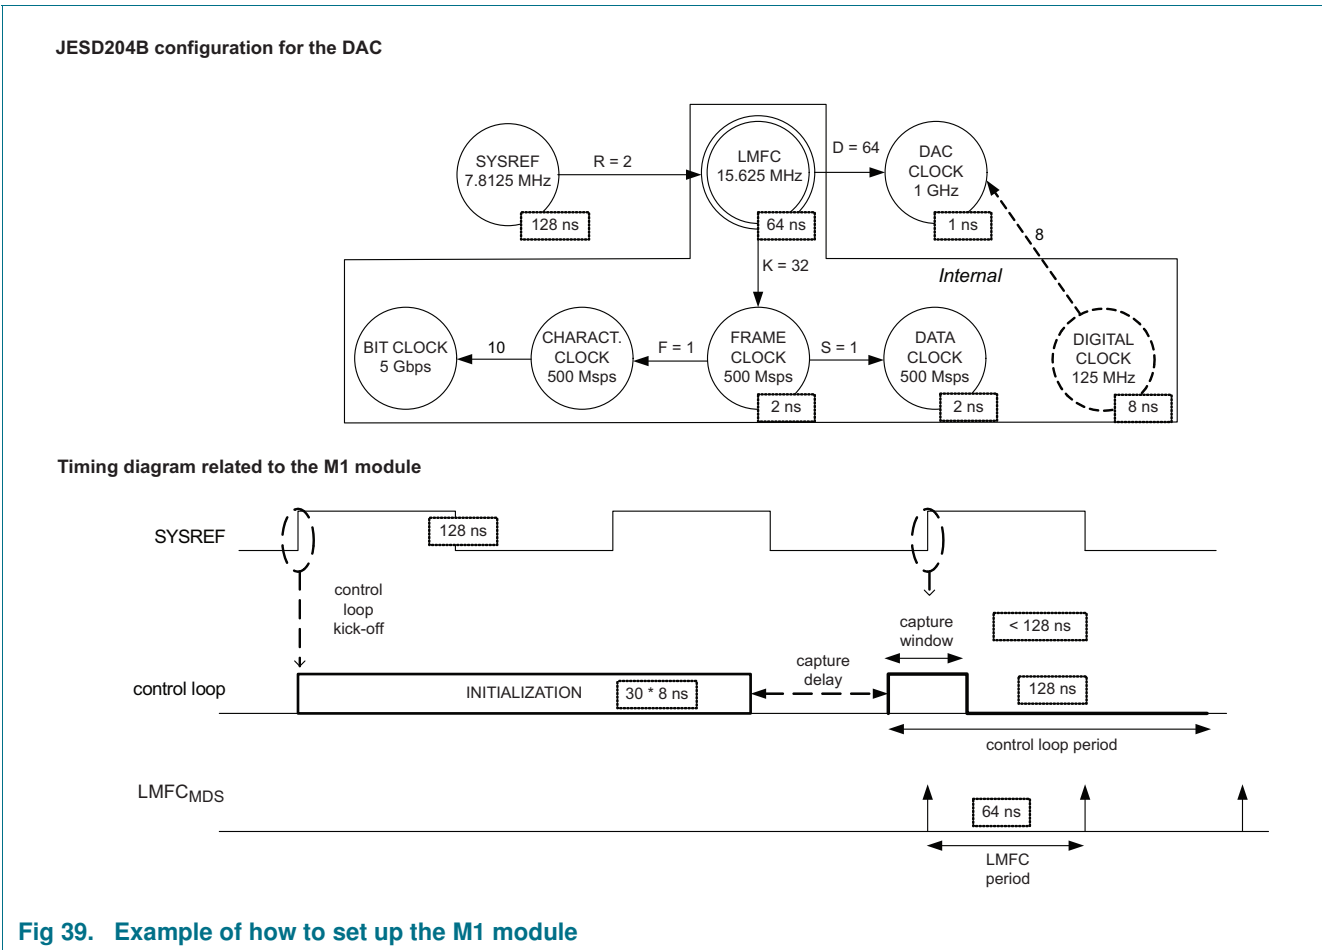 JESD204B configuration for the DAC
SYSREF
7.8125 MHz
128 ns
R = 2
LMFC
15.625 MHz
64 ns
D = 64
DAC
CLOCK
1 GHz
1 ns
8
K = 32
Internal
BIT CLOCK
5 Gbps
10
CHARACT.
CLOCK
500 Msps
F = 1
FRAME
CLOCK
500 Msps
2 ns
S = 1
DATA
CLOCK
500 Msps
2 ns
DIGITAL
CLOCK
125 MHz
8 ns
Timing diagram related to the M1 module
SYSREF
128 ns
control
loop
kick-off
capture
window
< 128 ns
capture
delay
control loop
INITIALIZATION
30 * 8 ns
128 ns
control loop period
LMFCMDS
64 ns
LMFC
period
Fig 39. Example of how to set up the M1 module